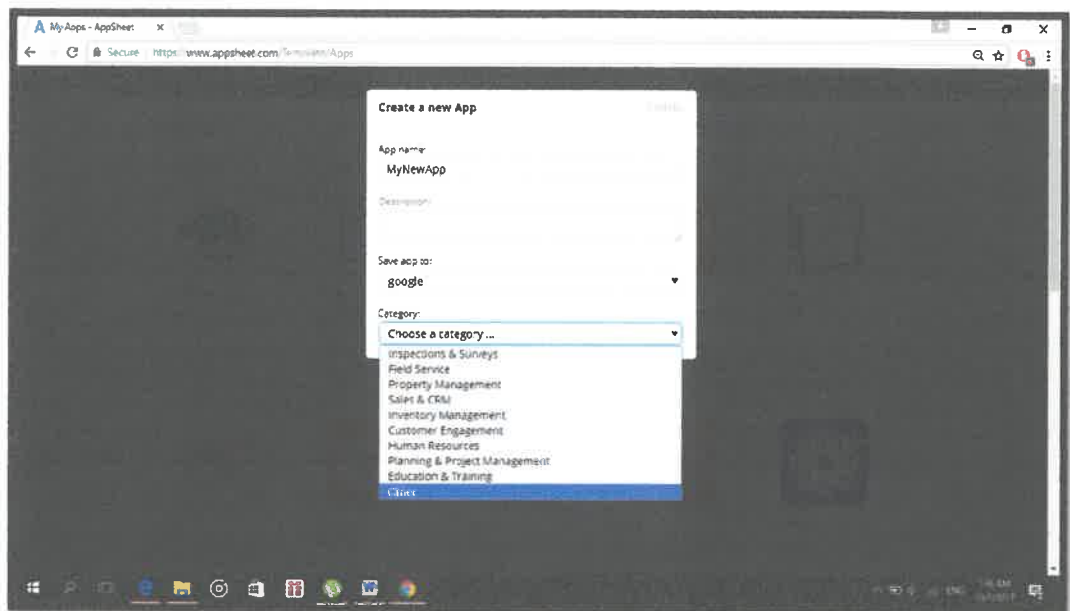 My Apps - AppSheet
Secure https www.appsheet.com/Template/Apps
Create a new App
App name:
MyNewApp
Description:
Save app to:
google
Category:
Choose a category ...
Inspections & Surveys
Field Service
Property Management
Sales & CRM
Inventory Management
Customer Engagement
Human Resources
Planning & Project Management
Education & Training
Other
ENG